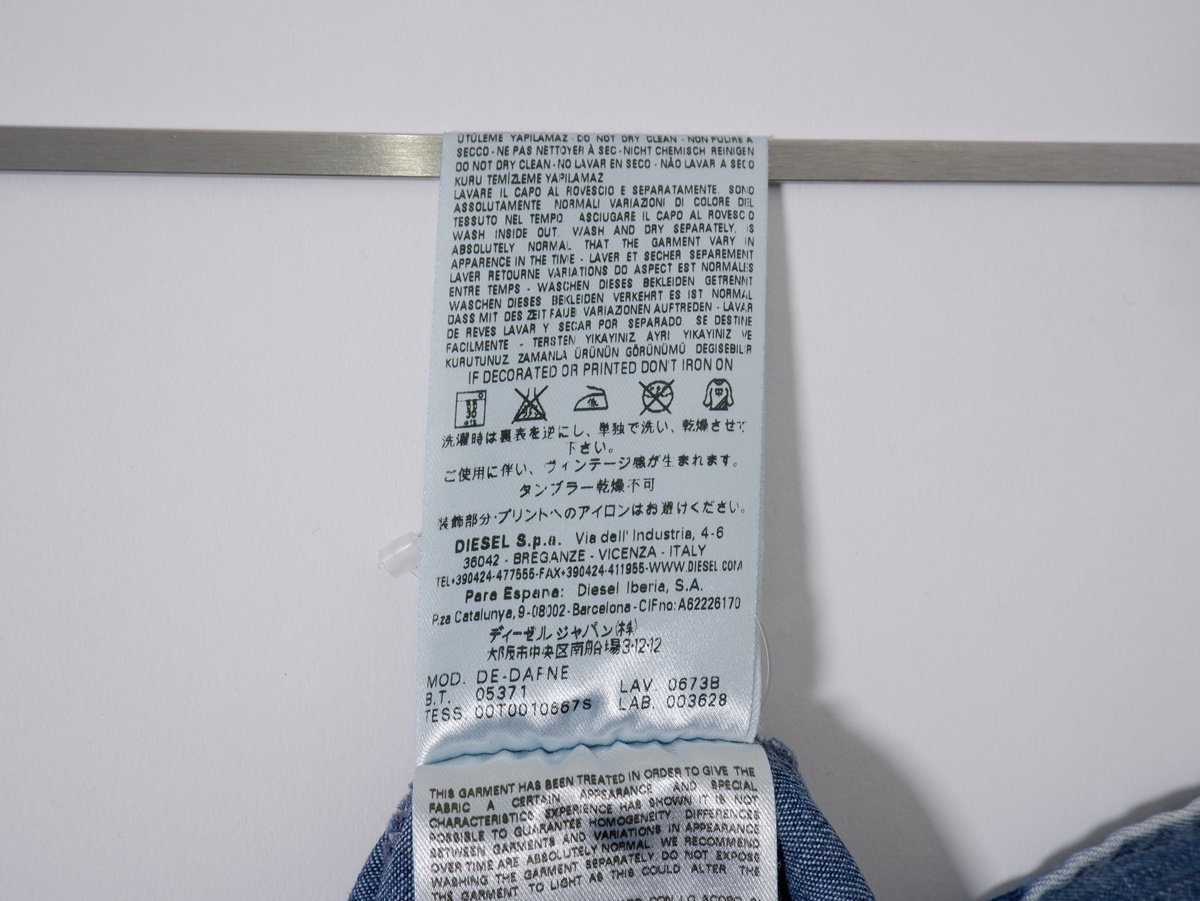 ÜTÜLEME YAPILAMAZ - DO NOT DRY CLEAN - NON PULIRE A
SECCO - NE PAS NETTOYER À SEC - NICHT CHEMISCH REINIGEN
DO NOT DRY CLEAN - NO LAVAR EN SECO - NÃO LAVAR A SECO
KURU TEMİZLEME YAPILAMAZ
LAVARE IL CAPO AL ROVESCIO E SEPARATAMENTE. SONO
ASSOLUTAMENTE NORMALI VARIAZIONI DI COLORE DEL
TESSUTO NEL TEMPO ASCIUGARE IL CAPO AL ROVESCIO
WASH INSIDE OUT. WASH AND DRY SEPARATELY. IS
ABSOLUTELY NORMAL THAT THE GARMENT VARY IN
APPARENCE IN THE TIME - LAVER ET SECHER SEPAREMENT
LAVER RETOURNE VARIATIONS DO ASPECT EST NORMALES
ENTRE TEMPS - WASCHEN DIESES BEKLEIDEN GETRENNT
WASCHEN DIESES BEKLEIDEN VERKEHRT ES IST NORMAL
DASS MIT DES ZEIT FAUB VARIAZIONEN AUFTREDEN - LAVAR
DE REVES LAVAR Y SECAR POR SEPARADO. SE DESTINE
FACILMENTE - TERSTEN YIKAYINIZ AYRI YIKAYINIZ VE
KURUTUNUZ ZAMANLA ÜRÜNÜN GÖRÜNÜMÜ DEGISEBILIR
IF DECORATED OR PRINTED DON'T IRON ON
洗濯時は裏表を逆にし、単独で洗い、乾燥させて
下さい。
ご使用に伴い、ヴィンテージ感が生まれます。
タンブラー乾燥不可
装飾部分・プリントへのアイロンはお避けください。
DIESEL S.p.a. Via dell' Industria, 4-6
36042 - BREGANZE - VICENZA - ITALY
TEL+390424-477555-FAX+390424-411955-WWW.DIESEL.COM
Para Espana: Diesel Iberia, S.A.
P.za Catalunya, 9 - 08002 - Barcelona - CIF no: A62226170
ディーゼルジャパン(株)
大阪市中央区南船場3-12-12
MOD. DE-DAFNE
B.T. 05371 LAV. 0673B
TESS 00T0010667S LAB. 003628
THIS GARMENT HAS BEEN TREATED IN ORDER TO GIVE THE
FABRIC A CERTAIN APPEARANCE AND SPECIAL
CHARACTERISTICS EXPERIENCE HAS SHOWN IT IS NOT
POSSIBLE TO GUARANTEE HOMOGENEITY. DIFFERENCES
BETWEEN GARMENTS AND VARIATIONS IN APPEARANCE
OVER TIME ARE ABSOLUTELY NORMAL. WE RECOMMEND
WASHING THE GARMENT SEPARATELY. DO NOT EXPOSE
THE GARMENT TO LIGHT AS THIS COULD ALTER THE